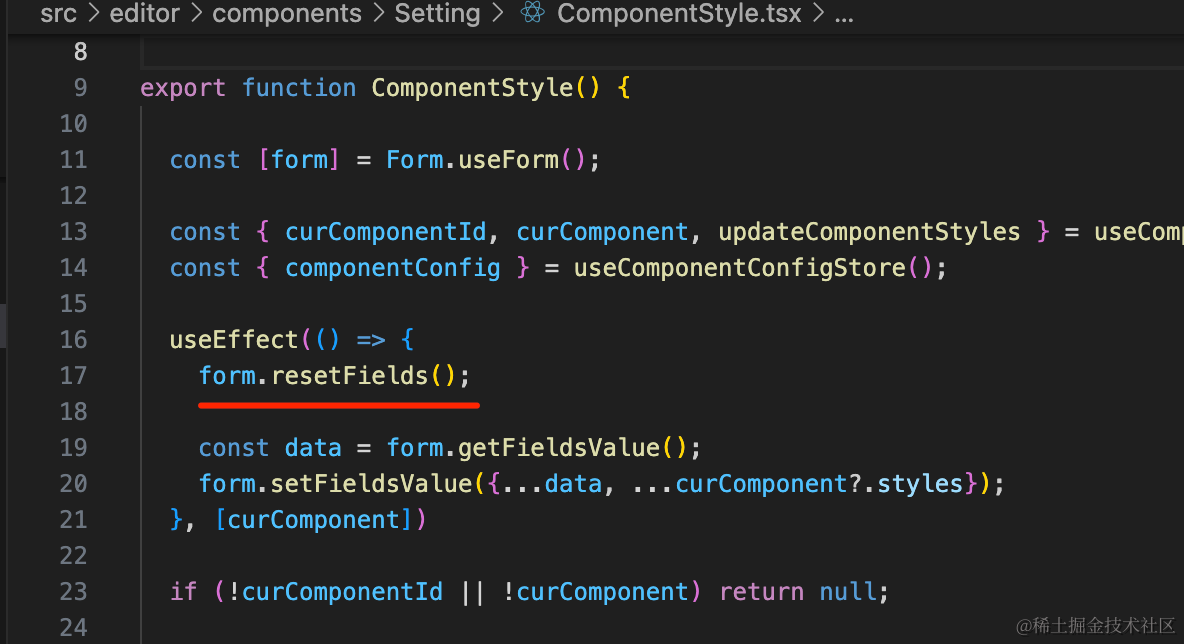 src > editor > components > Setting > ComponentStyle.tsx > ...
8
9 export function ComponentStyle() {
10
11 const [form] = Form.useForm();
12
13 const { curComponentId, curComponent, updateComponentStyles } = useComp
14 const { componentConfig } = useComponentConfigStore();
15
16 useEffect(() => {
17 form.resetFields();
18
19 const data = form.getFieldsValue();
20 form.setFieldsValue({...data, ...curComponent?.styles});
21 }, [curComponent])
22
23 if (!curComponentId || !curComponent) return null;
24
@稀土掘金技术社区